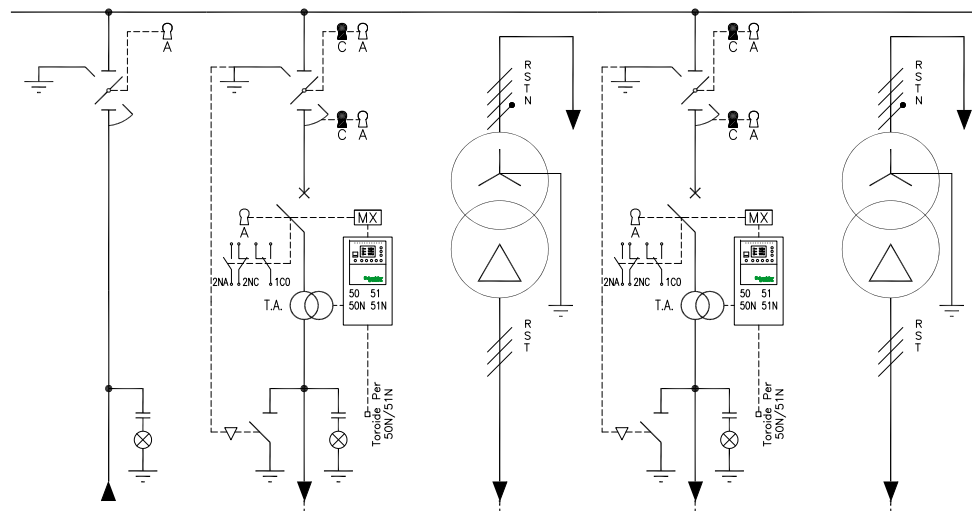 A
C A
C A
A
MX
2NA 2NC 1CO
T.A.
50 51
50N 51N
Toroide Per
50N/51N
R
S
T
N
R
S
T
C A
C A
A
MX
2NA 2NC 1CO
T.A.
50 51
50N 51N
Toroide Per
50N/51N
R
S
T
N
R
S
T